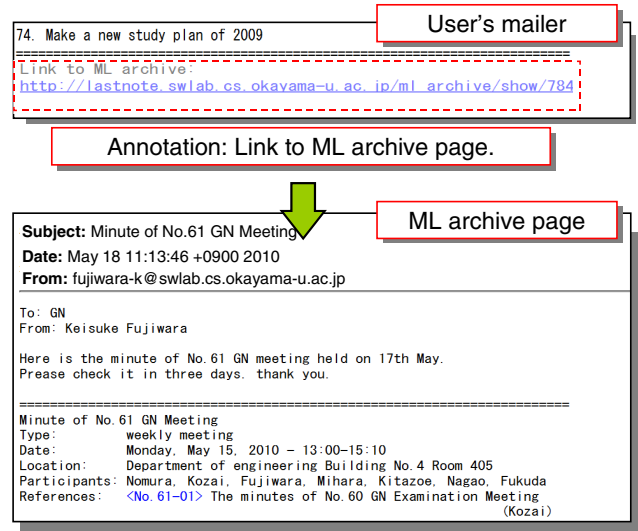 User's mailer
74. Make a new study plan of 2009
=========================================================================
Link to ML archive:
http://lastnote.swlab.cs.okayama-u.ac.jp/ml_archive/show/784
Annotation: Link to ML archive page.
ML archive page
Subject: Minute of No.61 GN Meeting
Date: May 18 11:13:46 +0900 2010
From: fujiwara-k@swlab.cs.okayama-u.ac.jp
To: GN
From: Keisuke Fujiwara
Here is the minute of No.61 GN meeting held on 17th May.
Prease check it in three days. thank you.
=========================================================================
Minute of No.61 GN Meeting
Type: weekly meeting
Date: Monday, May 15, 2010 - 13:00-15:10
Location: Department of engineering Building No.4 Room 405
Participants: Nomura, Kozai, Fujiwara, Mihara, Kitazoe, Nagao, Fukuda
References: <No.61-01> The minutes of No.60 GN Examination Meeting
(Kozai)